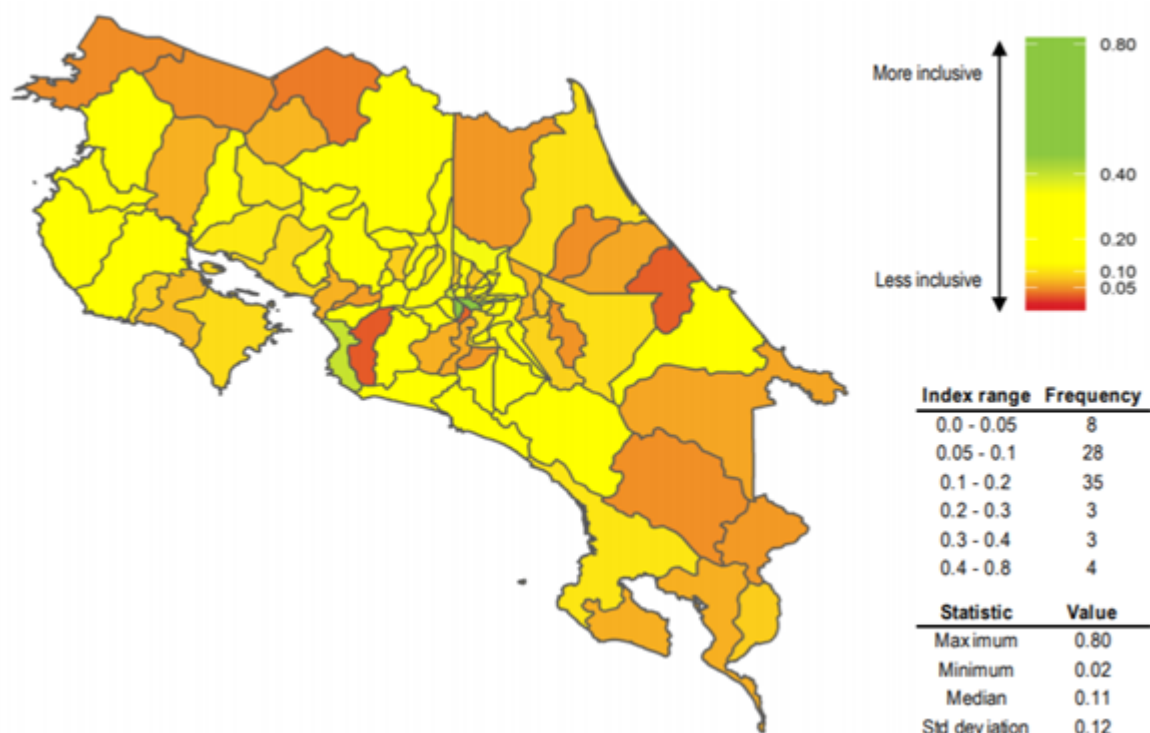 More inclusive
Less inclusive
0.80
0.40
0.20
0.10
0.05
Index range Frequency
0.0 - 0.05 8
0.05 - 0.1 28
0.1 - 0.2 35
0.2 - 0.3 3
0.3 - 0.4 3
0.4 - 0.8 4
Statistic Value
Maximum 0.80
Minimum 0.02
Median 0.11
Std deviation 0.12